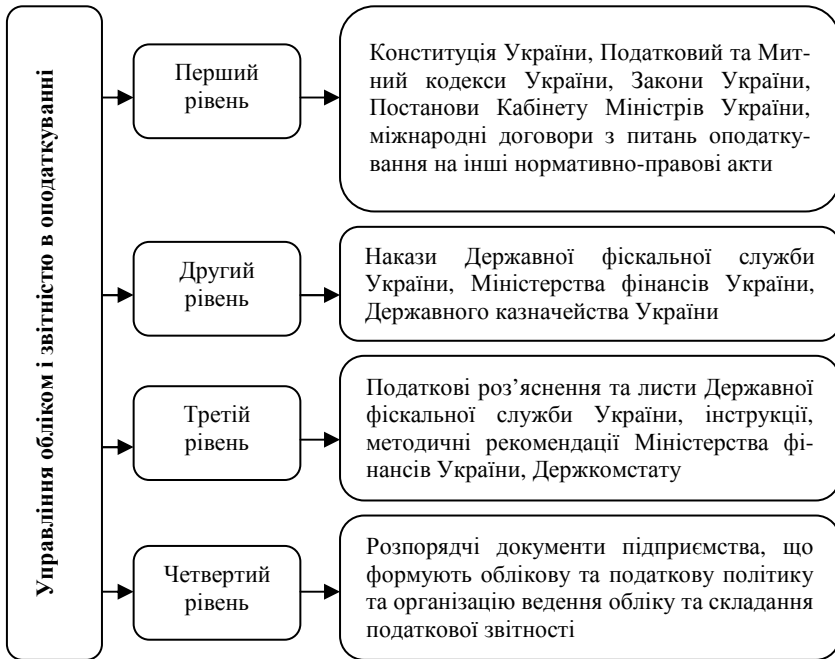 Управління обліком і звітністю в оподаткуванні
Перший
рівень
Конституція України, Податковий та Мит-
ний кодекси України, Закони України,
Постанови Кабінету Міністрів України,
міжнародні договори з питань оподатку-
вання на інші нормативно-правові акти
Другий
рівень
Накази Державної фіскальної служби
України, Міністерства фінансів України,
Державного казначейства України
Третій
рівень
Податкові роз’яснення та листи Державної
фіскальної служби України, інструкції,
методичні рекомендації Міністерства фі-
нансів України, Держкомстату
Четвертий
рівень
Розпорядчі документи підприємства, що
формують облікову та податкову політику
та організацію ведення обліку та складання
податкової звітності